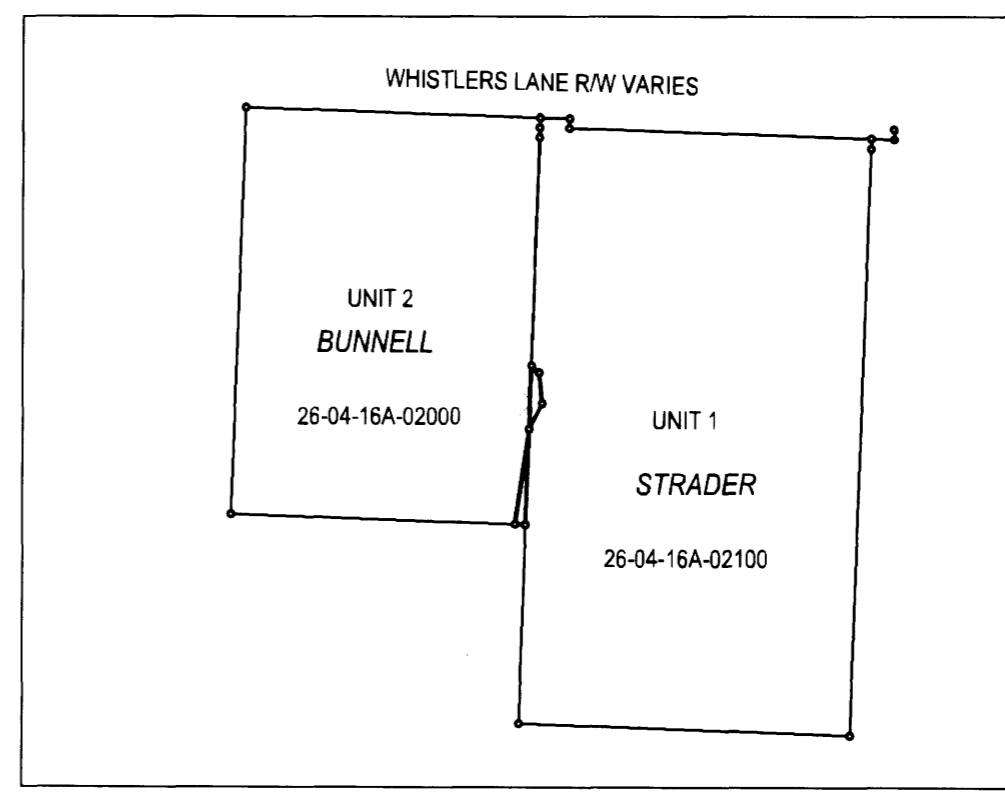 WHISTLERS LANE R/W VARIES
UNIT 2
BUNNELL
26-04-16A-02000
UNIT 1
STRADER
26-04-16A-02100